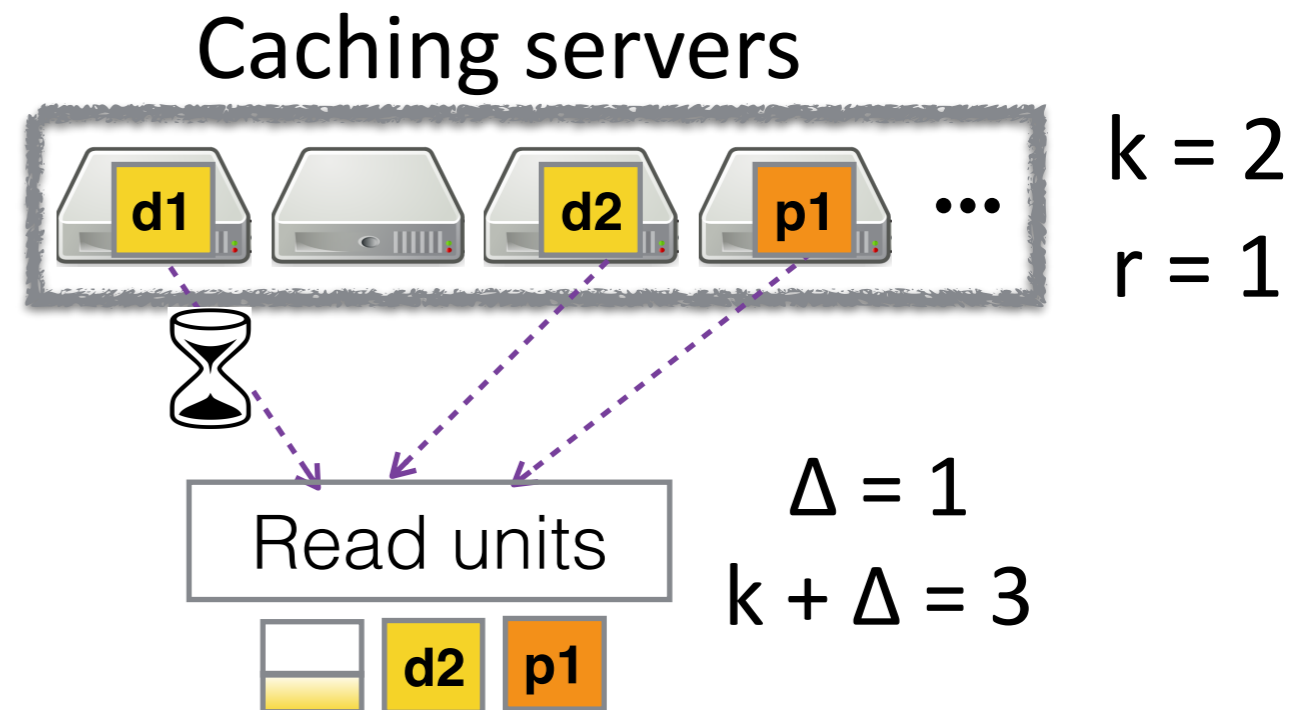 Caching servers
d1 d2 p1 •••
k = 2
r = 1
Δ = 1
Read units
k + Δ = 3
d2 p1